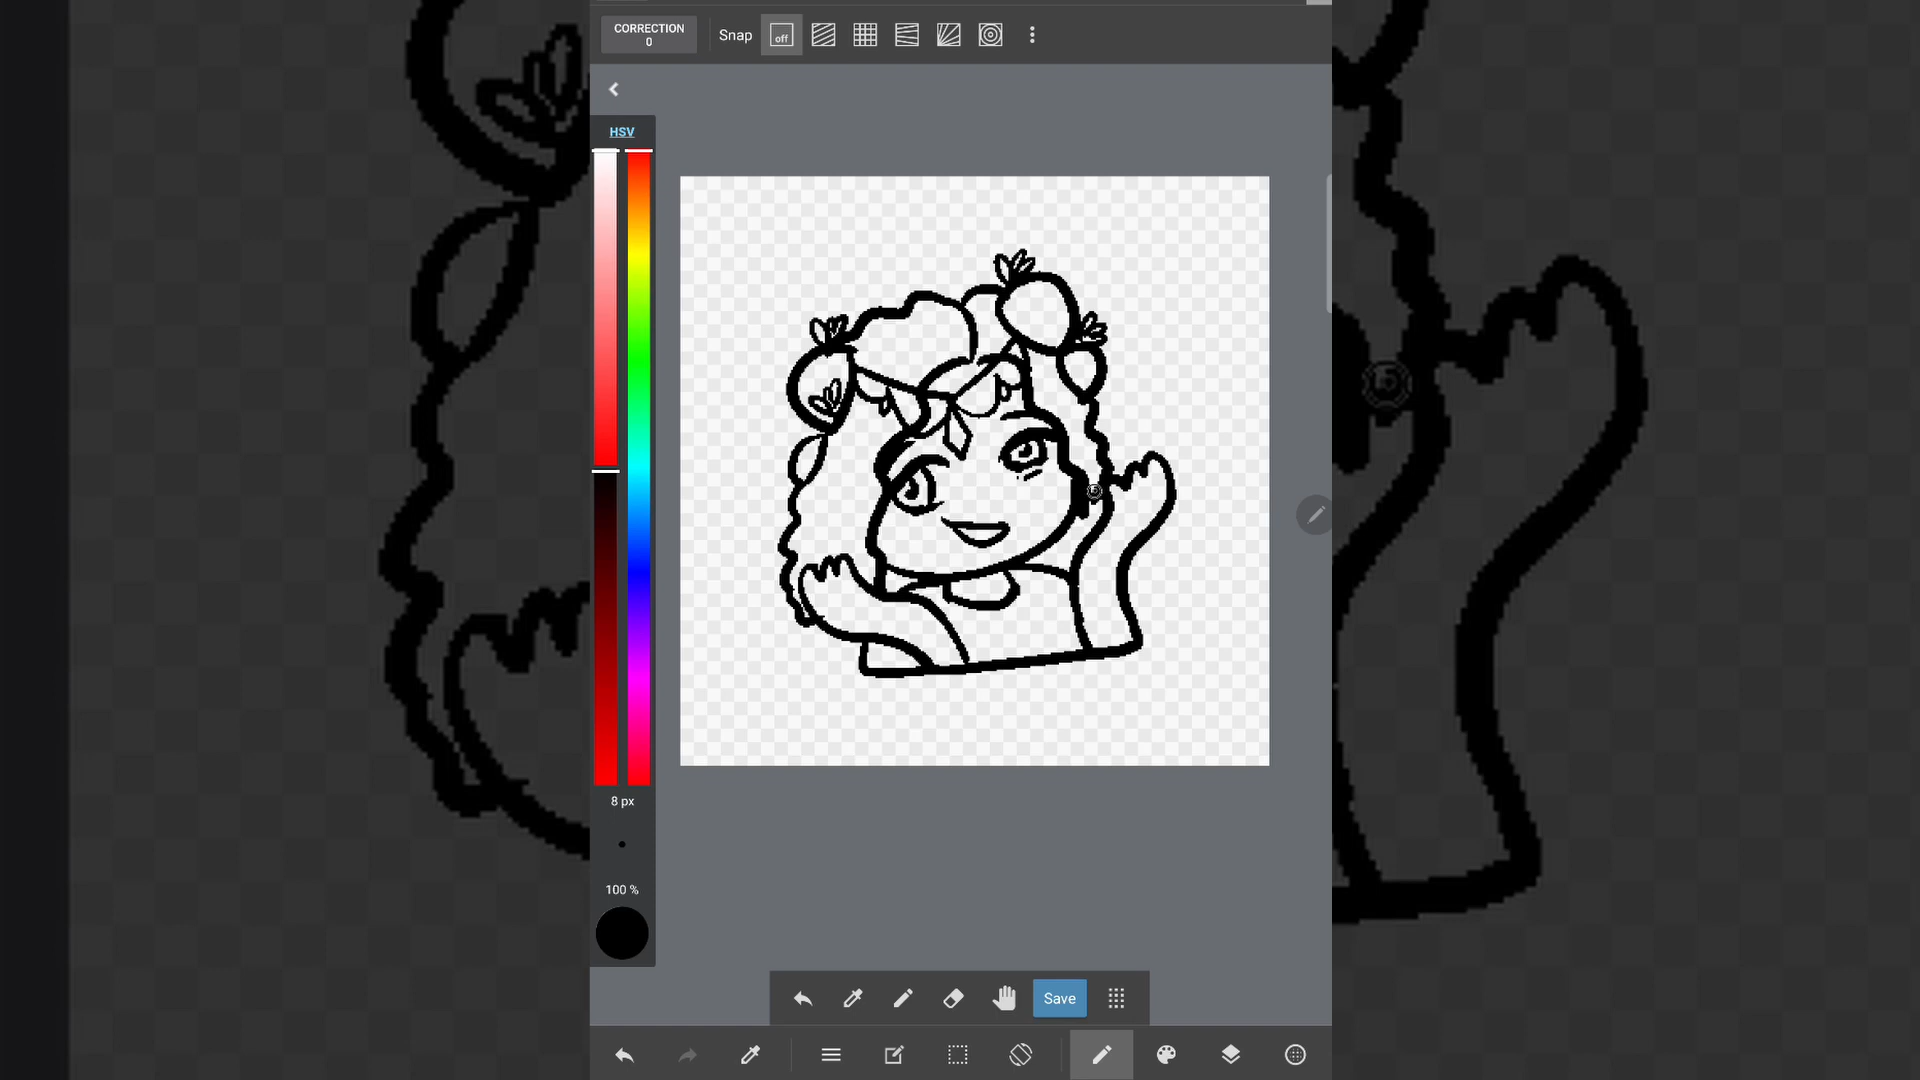 CORRECTION
0
Snap
off
HSV
8 px
100 %
Save